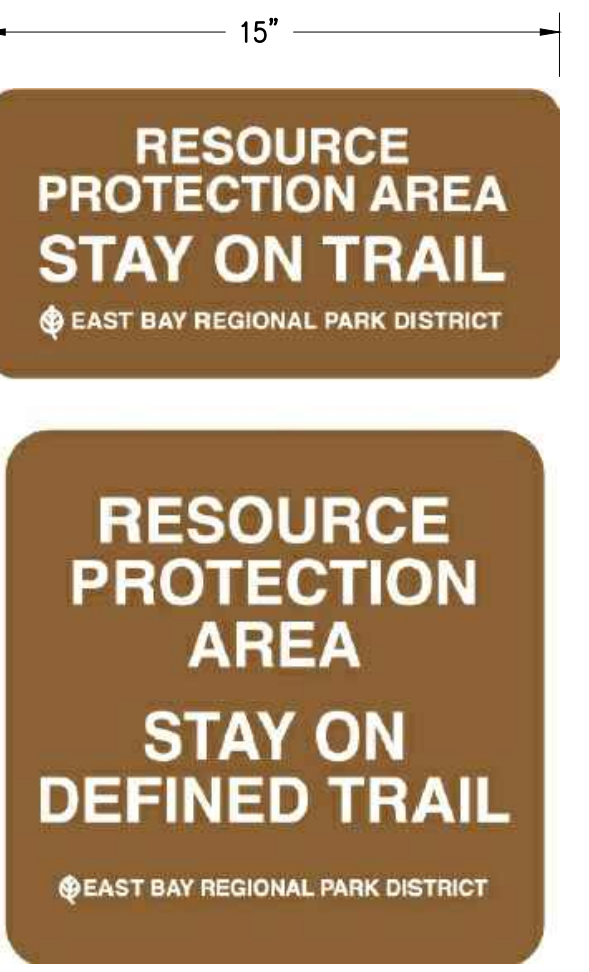 15”
RESOURCE
PROTECTION AREA
STAY ON TRAIL
EAST BAY REGIONAL PARK DISTRICT
RESOURCE
PROTECTION
AREA
STAY ON
DEFINED TRAIL
EAST BAY REGIONAL PARK DISTRICT